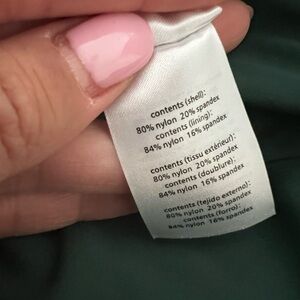 contents (shell):
80% nylon 20% spandex
contents (lining):
84% nylon 16% spandex
contents (tissu extérieur):
80% nylon 20% spandex
contents (doublure):
84% nylon 16% spandex
contents (tejido externo):
80% nylon 20% spandex
contents (forro):
84% nylon 16% spandex